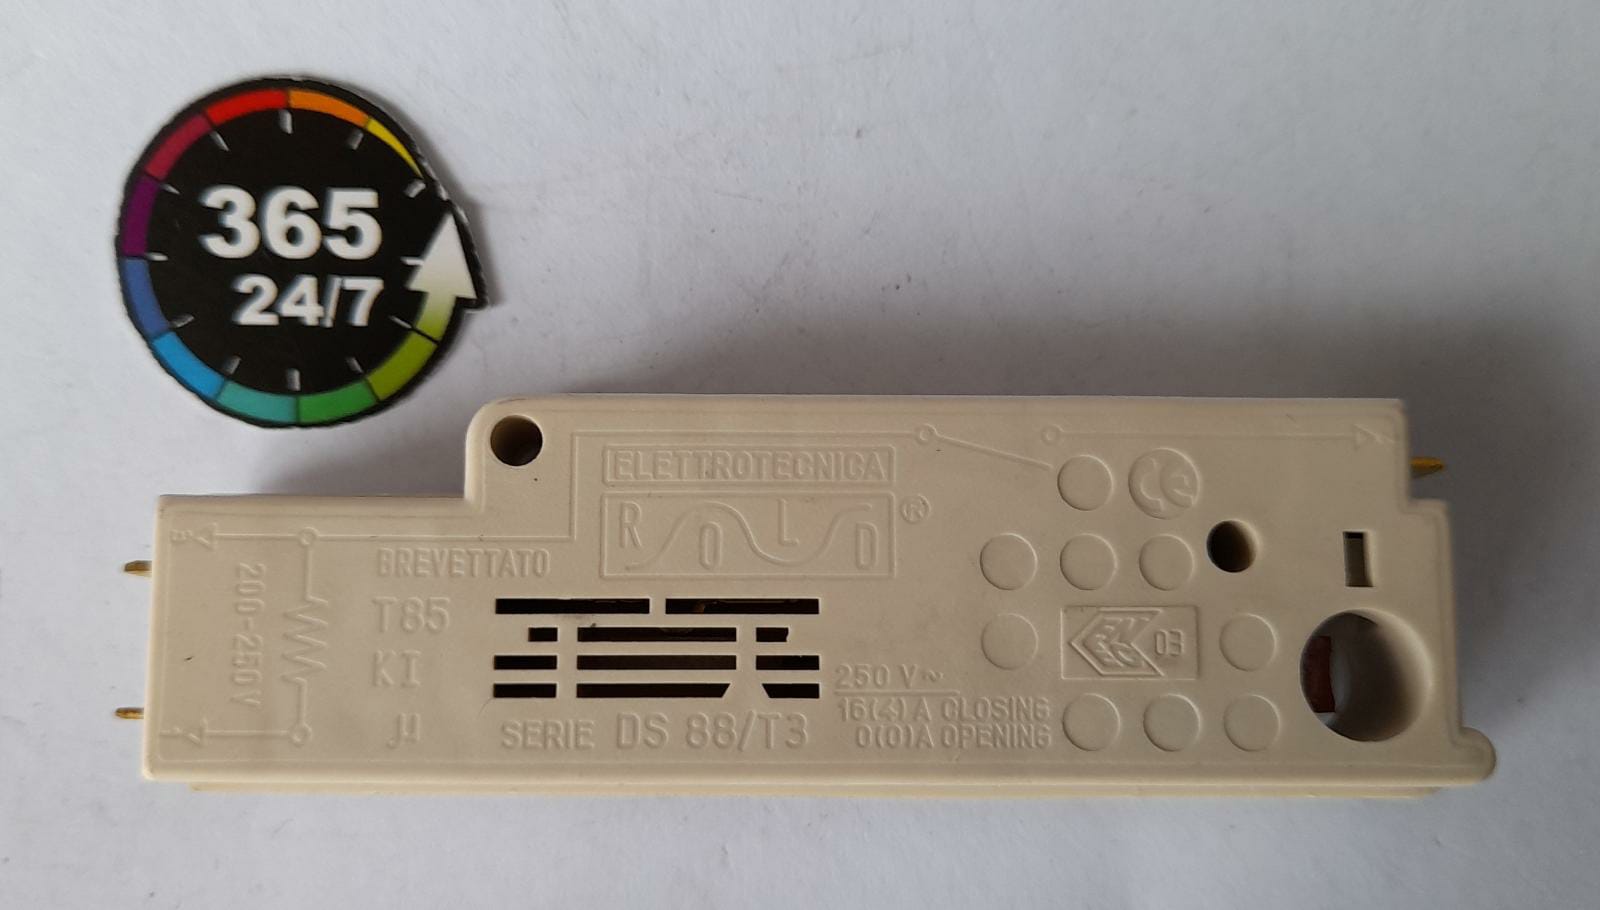 365
24/7
ELETTROTECNICA
ROLD ®
BREVETTATO
T85
KI
µ
200-250V
SERIE DS 88/T3
250 V~
16(4)A CLOSING
0(0)A OPENING
CE
03